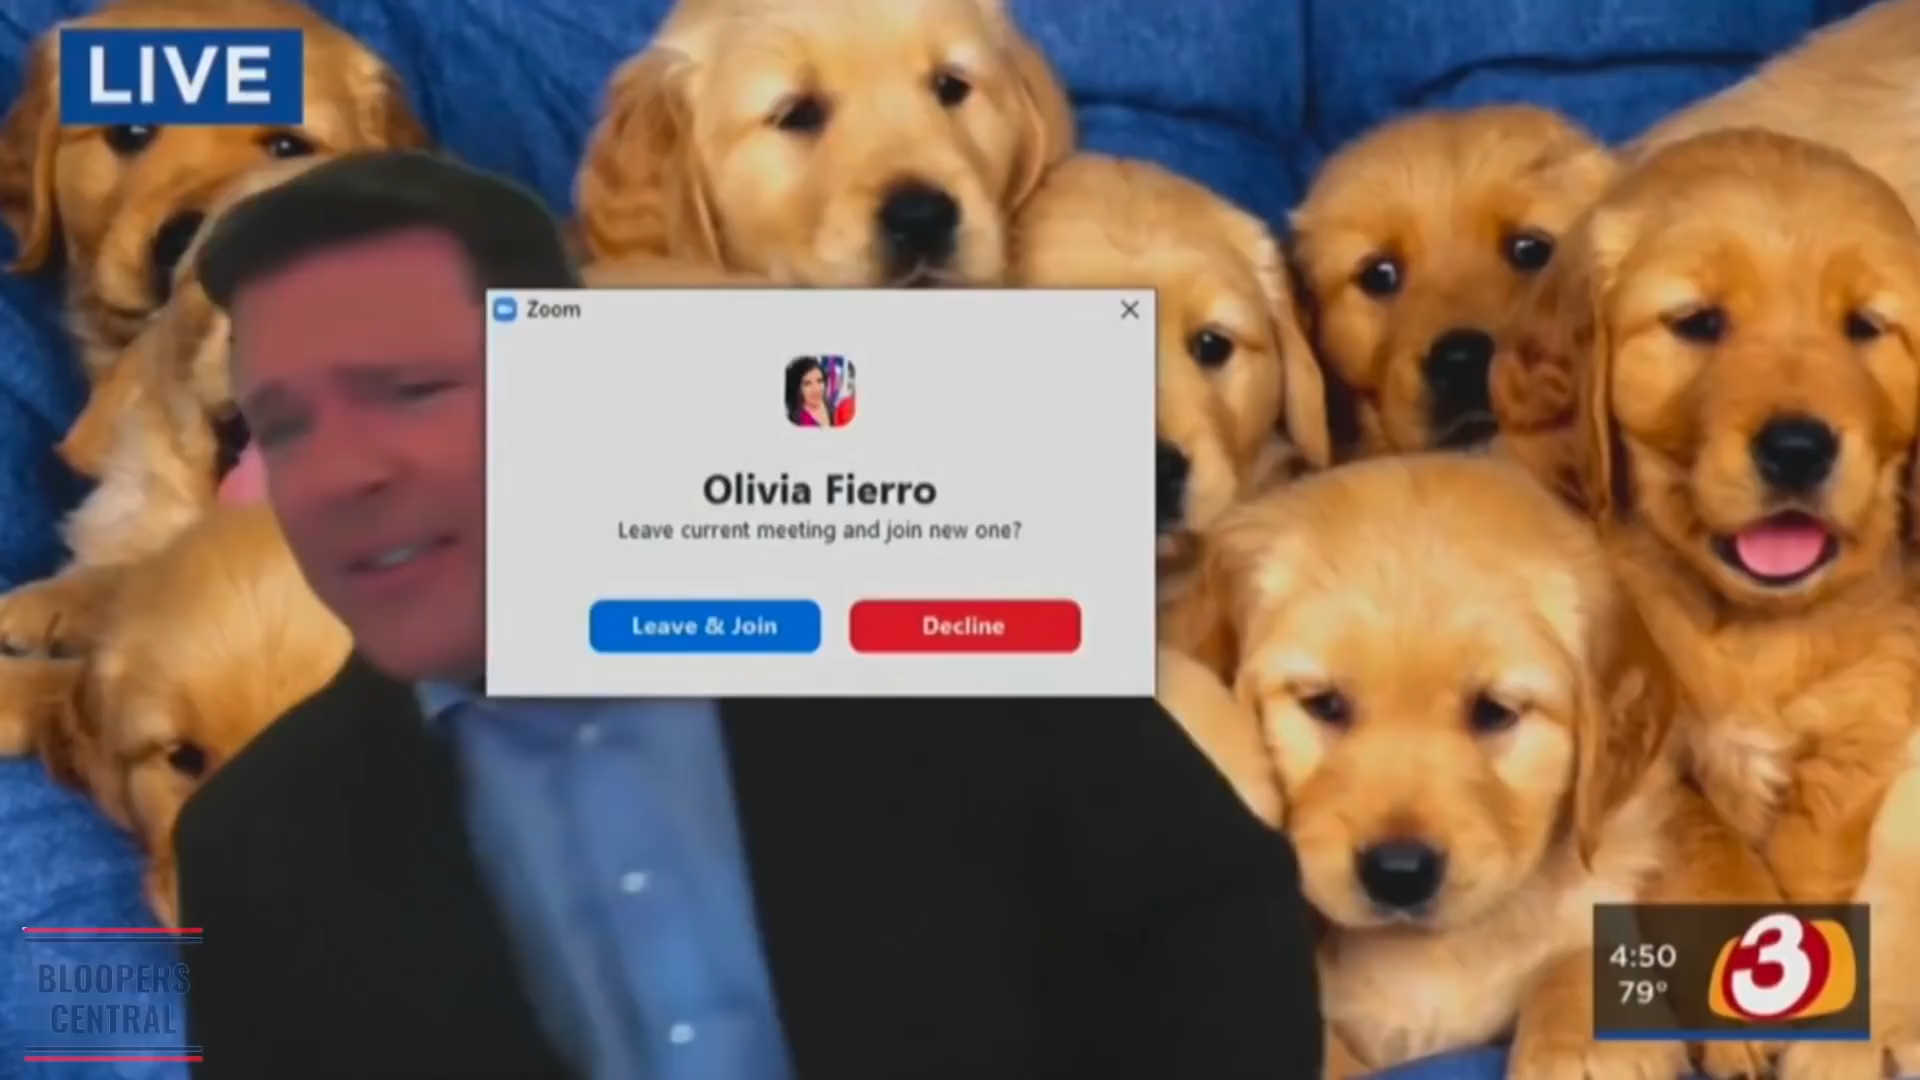 LIVE
Zoom
Olivia Fierro
Leave current meeting and join new one?
Leave & Join
Decline
4:50
79°
3
BLOOPERS
CENTRAL